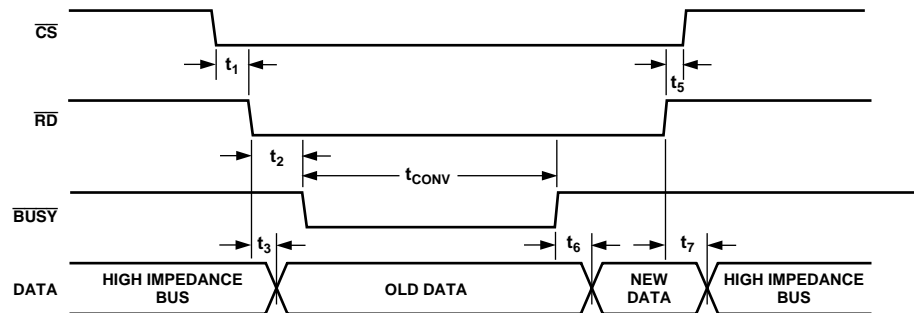 CS
t1
t5
RD
t2
tCONV
BUSY
t3
t6
t7
DATA
HIGH IMPEDANCE
BUS
OLD DATA
NEW
DATA
HIGH IMPEDANCE
BUS